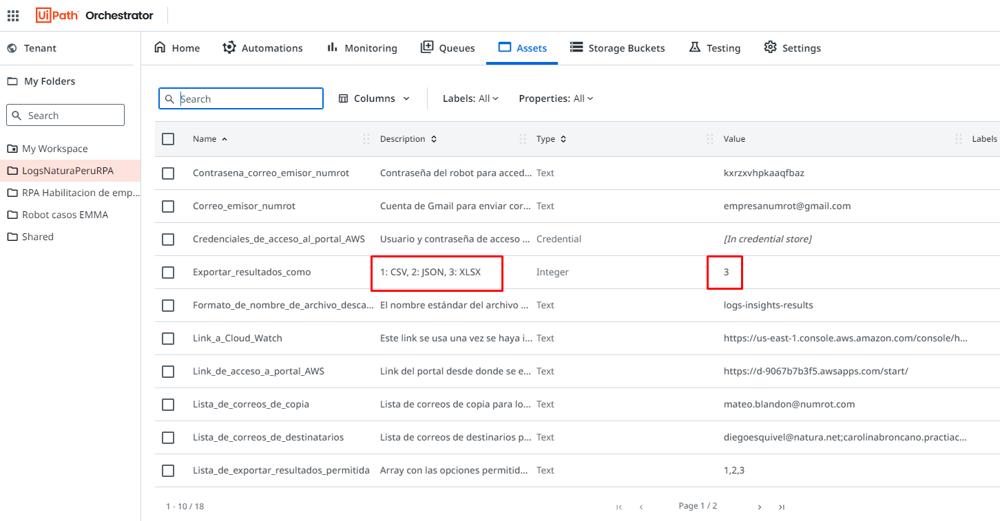 UiPath Orchestrator
Tenant
Home Automations Monitoring Queues Assets Storage Buckets Testing Settings
My Folders
Search
My Workspace
LogsNaturaPeruRPA
RPA Habilitacion de emp...
Robot casos EMMA
Shared
Search Columns Labels: All Properties: All
Name Description Type Value Labels
Contrasena_correo_emisor_numrot Contraseña del robot para acced... Text kxrzxvhpkaaqfbaz
Correo_emisor_numrot Cuenta de Gmail para enviar cor... Text empresanumrot@gmail.com
Credenciales_de_acceso_al_portal_AWS Usuario y contraseña de acceso ... Credential [In credential store]
Exportar_resultados_como 1: CSV, 2: JSON, 3: XLSX Integer 3
Formato_de_nombre_de_archivo_desca... El nombre estándar del archivo ... Text logs-insights-results
Link_a_Cloud_Watch Este link se usa una vez se haya i... Text https://us-east-1.console.aws.amazon.com/console/h...
Link_de_acceso_a_portal_AWS Link del portal desde donde se e... Text https://d-9067b7b3f5.awsapps.com/start/
Lista_de_correos_de_copia Lista de correos de copia para lo... Text mateo.blandon@numrot.com
Lista_de_correos_de_destinatarios Lista de correos de destinarios p... Text diegoesquivel@natura.net;carolinabroncano.practiac...
Lista_de_exportar_resultados_permitida Array con las opciones permitid... Text 1,2,3
1 - 10 / 18 Page 1 / 2